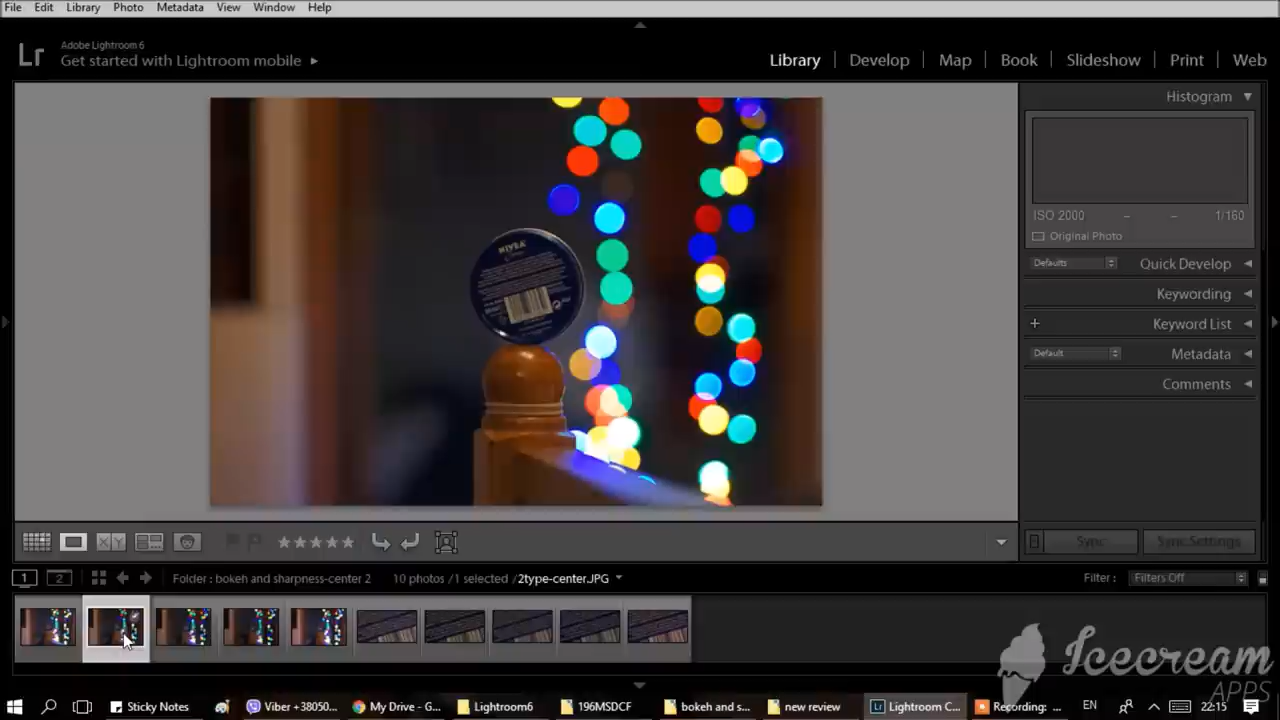 File Edit Library Photo Metadata View Window Help
Lr
Adobe Lightroom 6
Get started with Lightroom mobile
Library Develop Map Book Slideshow Print Web
Histogram
ISO 2000 – – 1/160
Original Photo
Defaults Quick Develop
Keywording
+ Keyword List
Default Metadata
Comments
NIVEA
Creme
XY
Sync Sync Settings
1 2 Folder : bokeh and sharpness-center 2 10 photos /1 selected /2type-center.JPG Filter : Filters Off
Icecream
APPS
Sticky Notes Viber +38050... My Drive - G... Lightroom6 196MSDCF bokeh and s... new review Lr Lightroom C... Recording: ... EN 22:15